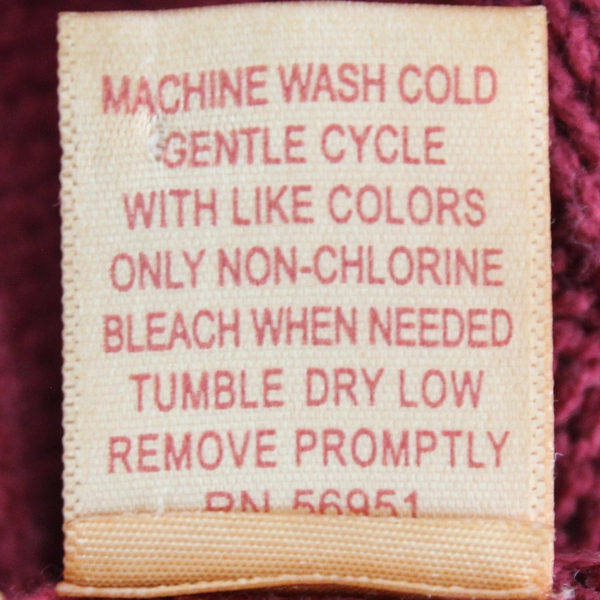 MACHINE WASH COLD
GENTLE CYCLE
WITH LIKE COLORS
ONLY NON-CHLORINE
BLEACH WHEN NEEDED
TUMBLE DRY LOW
REMOVE PROMPTLY
RN 56951